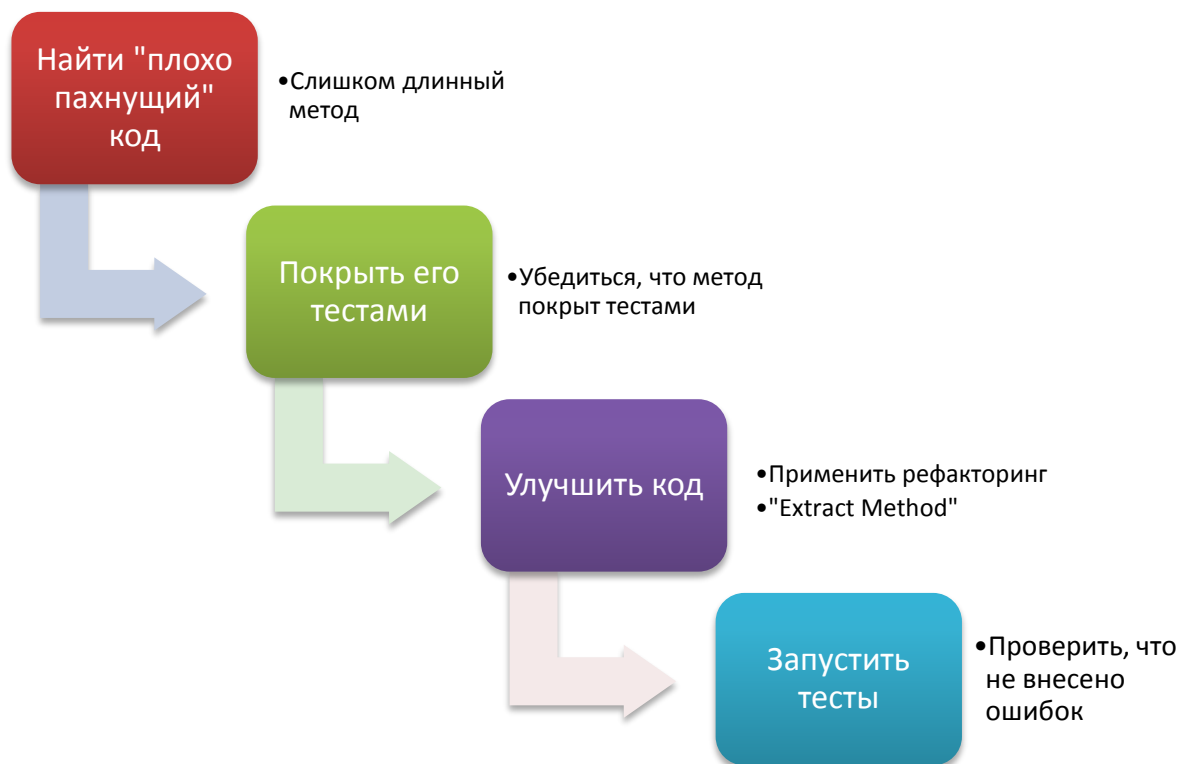 Найти "плохо
пахнущий"
код
•Слишком длинный
метод
Покрыть его
тестами
•Убедиться, что метод
покрыт тестами
Улучшить код
•Применить рефакторинг
•"Extract Method"
Запустить
тесты
•Проверить, что
не внесено
ошибок